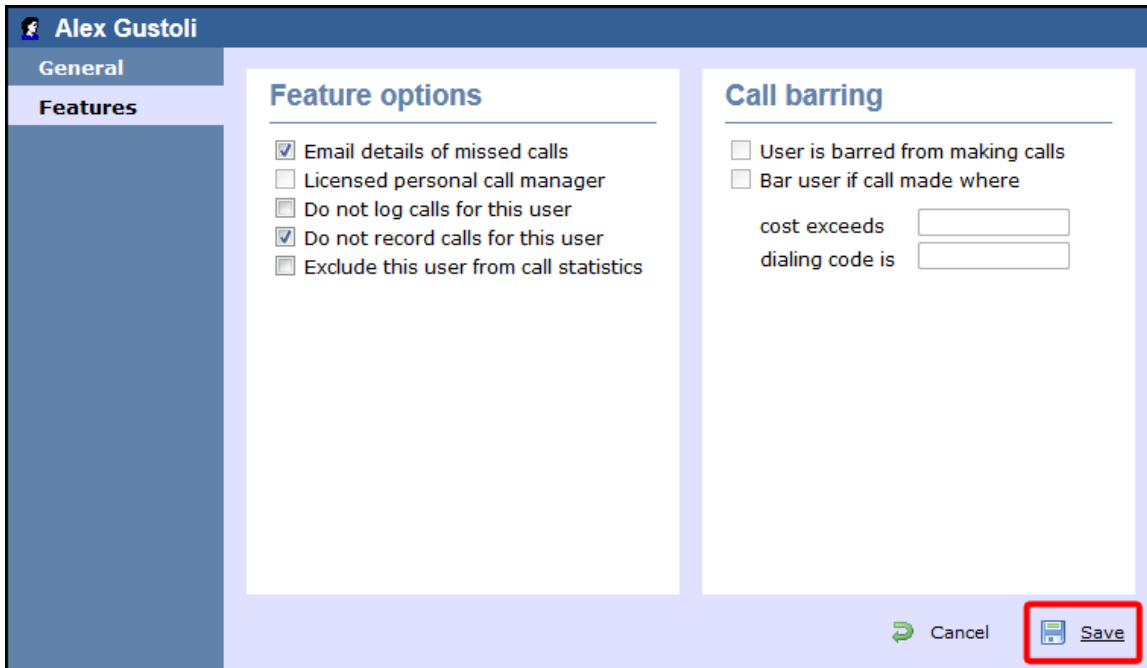 Alex Gustoli
General
Features
Feature options
Email details of missed calls
Licensed personal call manager
Do not log calls for this user
Do not record calls for this user
Exclude this user from call statistics
Call barring
User is barred from making calls
Bar user if call made where
cost exceeds
dialing code is
Cancel
Save